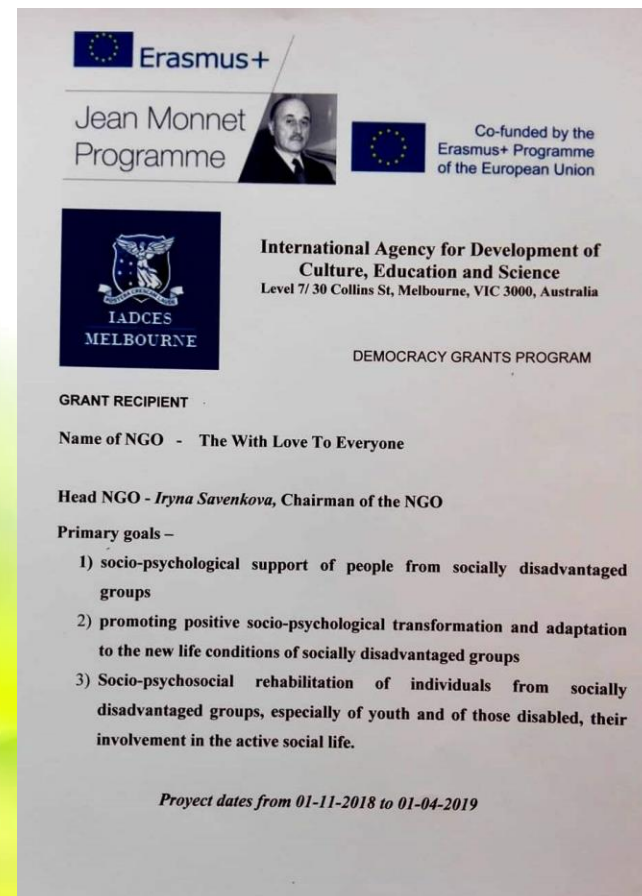 Erasmus+
Jean Monnet
Programme
Co-funded by the
Erasmus+ Programme
of the European Union
IADCES
MELBOURNE
International Agency for Development of
Culture, Education and Science
Level 7/ 30 Collins St, Melbourne, VIC 3000, Australia
DEMOCRACY GRANTS PROGRAM
GRANT RECIPIENT
Name of NGO - The With Love To Everyone
Head NGO - Iryna Savenkova, Chairman of the NGO
Primary goals –
1) socio-psychological support of people from socially disadvantaged
groups
2) promoting positive socio-psychological transformation and adaptation
to the new life conditions of socially disadvantaged groups
3) Socio-psychosocial rehabilitation of individuals from socially
disadvantaged groups, especially of youth and of those disabled, their
involvement in the active social life.
Proyect dates from 01-11-2018 to 01-04-2019